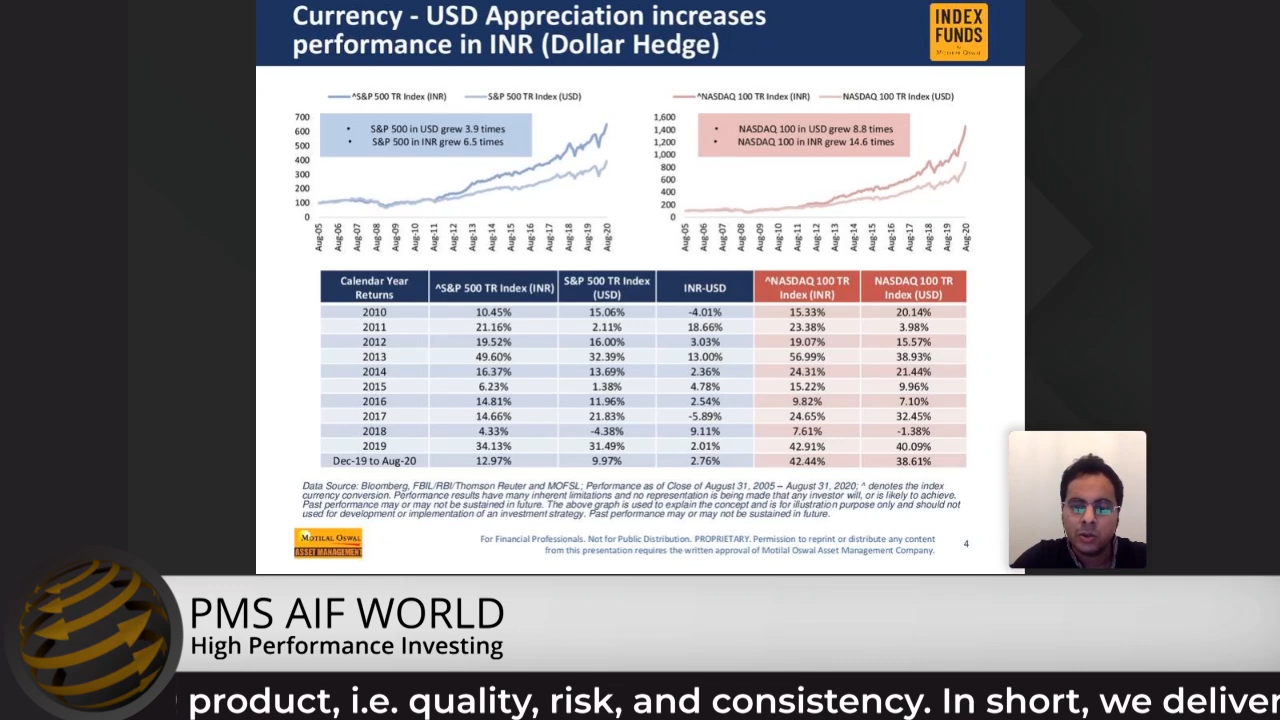 Currency - USD Appreciation increases
performance in INR (Dollar Hedge)
INDEX
FUNDS
by
MOTILAL OSWAL
^S&P 500 TR Index (INR) S&P 500 TR Index (USD)
700
600
500
400
300
200
100
0
• S&P 500 in USD grew 3.9 times
• S&P 500 in INR grew 6.5 times
Aug-05 Aug-06 Aug-07 Aug-08 Aug-09 Aug-10 Aug-11 Aug-12 Aug-13 Aug-14 Aug-15 Aug-16 Aug-17 Aug-18 Aug-19 Aug-20
^NASDAQ 100 TR Index (INR) NASDAQ 100 TR Index (USD)
1,600
1,400
1,200
1,000
800
600
400
200
0
• NASDAQ 100 in USD grew 8.8 times
• NASDAQ 100 in INR grew 14.6 times
Aug-05 Aug-06 Aug-07 Aug-08 Aug-09 Aug-10 Aug-11 Aug-12 Aug-13 Aug-14 Aug-15 Aug-16 Aug-17 Aug-18 Aug-19 Aug-20
Calendar Year Returns ^S&P 500 TR Index (INR) S&P 500 TR Index (USD) INR-USD ^NASDAQ 100 TR Index (INR) NASDAQ 100 TR Index (USD)
2010 10.45% 15.06% -4.01% 15.33% 20.14%
2011 21.16% 2.11% 18.66% 23.38% 3.98%
2012 19.52% 16.00% 3.03% 19.07% 15.57%
2013 49.60% 32.39% 13.00% 56.99% 38.93%
2014 16.37% 13.69% 2.36% 24.31% 21.44%
2015 6.23% 1.38% 4.78% 15.22% 9.96%
2016 14.81% 11.96% 2.54% 9.82% 7.10%
2017 14.66% 21.83% -5.89% 24.65% 32.45%
2018 4.33% -4.38% 9.11% 7.61% -1.38%
2019 34.13% 31.49% 2.01% 42.91% 40.09%
Dec-19 to Aug-20 12.97% 9.97% 2.76% 42.44% 38.61%
Data Source: Bloomberg, FBIL/RBI/Thomson Reuter and MOFSL; Performance as of Close of August 31, 2005 – August 31, 2020; ^ denotes the index
currency conversion. Performance results have many inherent limitations and no representation is being made that any investor will, or is likely to achieve.
Past performance may or may not be sustained in future. The above graph is used to explain the concept and is for illustration purpose only and should not
used for development or implementation of an investment strategy. Past performance may or may not be sustained in future.
MOTILAL OSWAL
ASSET MANAGEMENT
For Financial Professionals. Not for Public Distribution. PROPRIETARY. Permission to reprint or distribute any content
from this presentation requires the written approval of Motilal Oswal Asset Management Company.
4
PMS AIF WORLD
High Performance Investing
product, i.e. quality, risk, and consistency. In short, we deliver